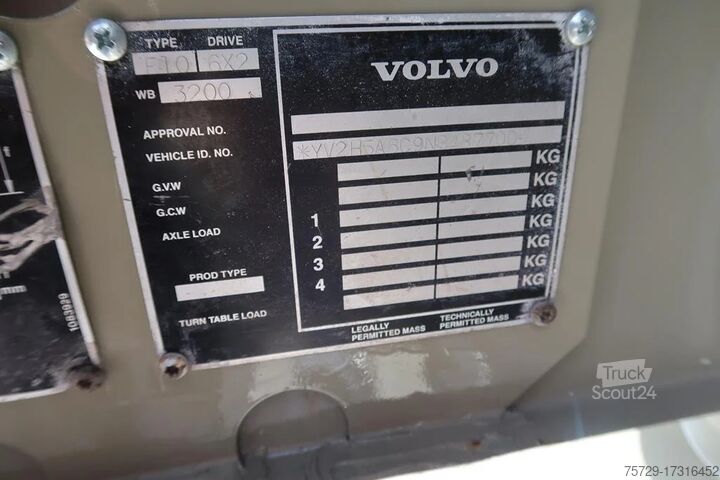 TYPE DRIVE
F10 6X2
WB 3200
VOLVO
APPROVAL NO.
VEHICLE ID. NO.
G.V.W KG
G.C.W KG
AXLE LOAD 1 KG
2 KG
3 KG
4 KG
PROD TYPE
TURN TABLE LOAD
LEGALLY PERMITTED MASS
TECHNICALLY PERMITTED MASS
mm
Truck
Scout24
75729-17316452